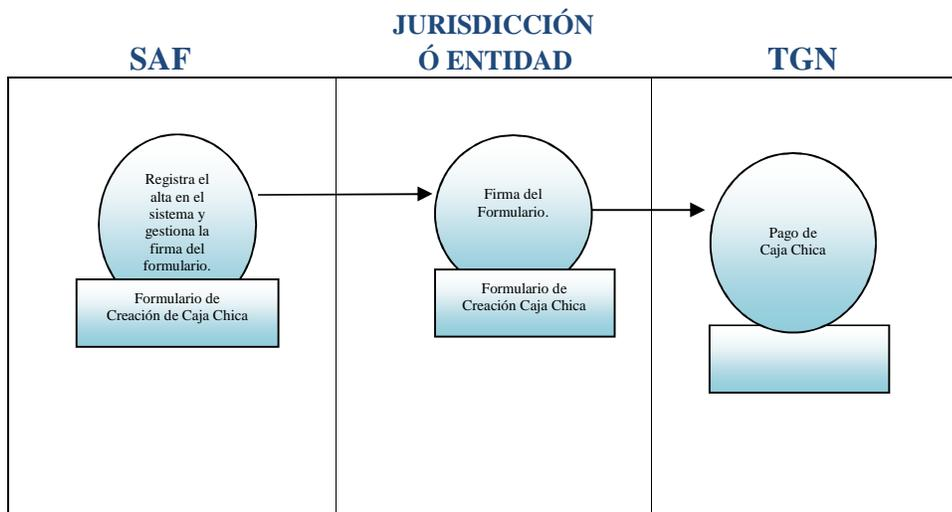 SAF
JURISDICCIÓN
Ó ENTIDAD
TGN
Registra el
alta en el
sistema y
gestiona la
firma del
formulario.
Formulario de
Creación de Caja Chica
Firma del
Formulario.
Formulario de
Creación Caja Chica
Pago de
Caja Chica